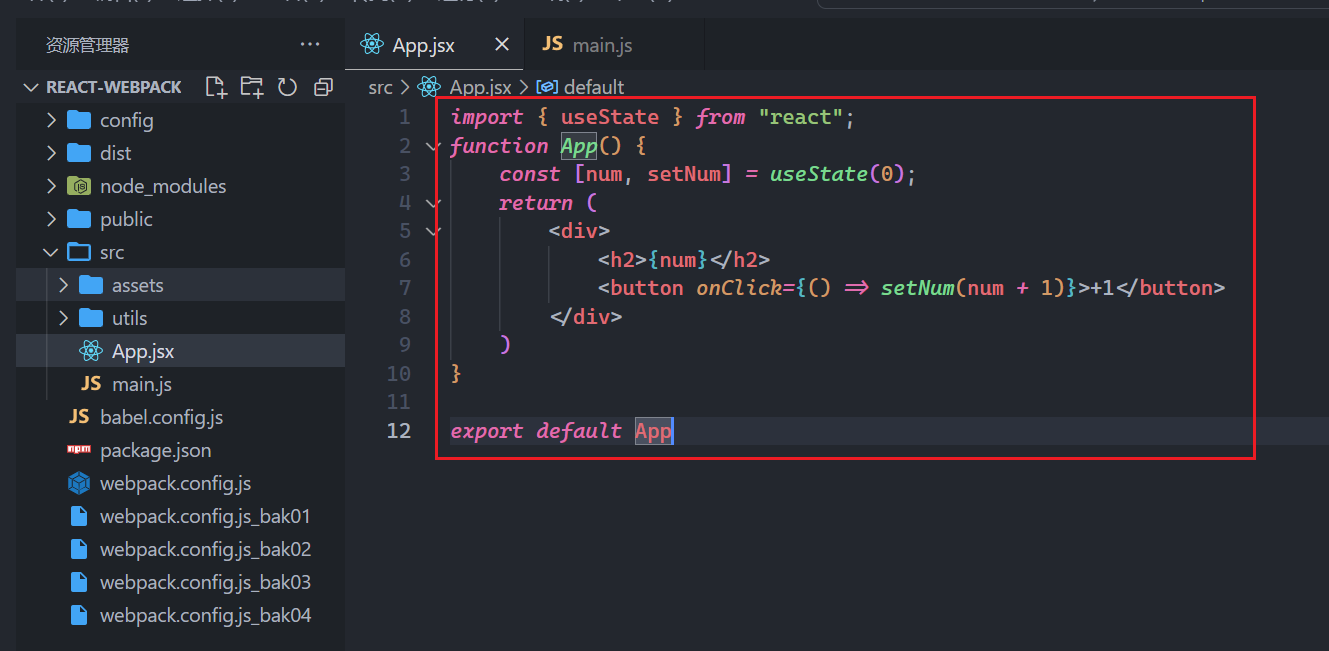 资源管理器
REACT-WEBPACK
config
dist
node_modules
public
src
assets
utils
App.jsx
JS main.js
JS babel.config.js
npm package.json
webpack.config.js
webpack.config.js_bak01
webpack.config.js_bak02
webpack.config.js_bak03
webpack.config.js_bak04
App.jsx JS main.js
src App.jsx default
1 import { useState } from "react";
2 function App() {
3 const [num, setNum] = useState(0);
4 return (
5 <div>
6 <h2>{num}</h2>
7 <button onClick={() => setNum(num + 1)}>+1</button>
8 </div>
9 )
10 }
11
12 export default App